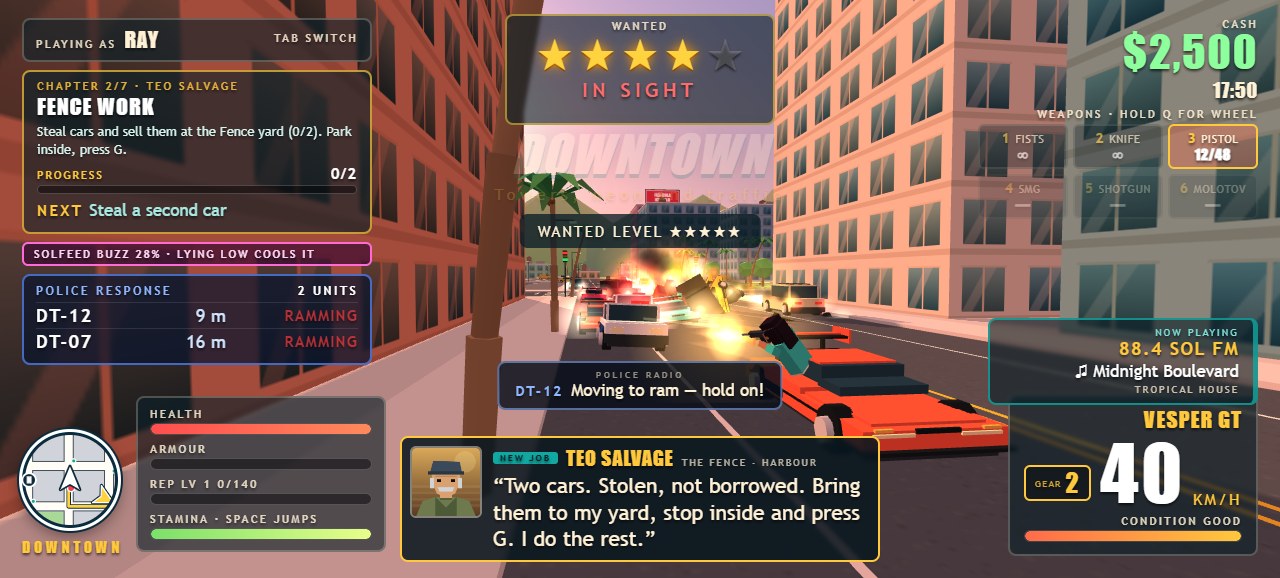 PLAYING AS RAY
TAB SWITCH
CHAPTER 2/7 · TEO SALVAGE
FENCE WORK
Steal cars and sell them at the Fence yard (0/2). Park
inside, press G.
PROGRESS 0/2
NEXT Steal a second car
SOLFEED BUZZ 28% · LYING LOW COOLS IT
POLICE RESPONSE 2 UNITS
DT-12 9 m RAMMING
DT-07 16 m RAMMING
HEALTH
ARMOUR
REP LV 1 0/140
STAMINA · SPACE JUMPS
DOWNTOWN
WANTED
★★★★★
IN SIGHT
DOWNTOWN
WANTED LEVEL ★★★★★
POLICE RADIO
DT-12 Moving to ram — hold on!
NEW JOB TEO SALVAGE THE FENCE · HARBOUR
“Two cars. Stolen, not borrowed. Bring
them to my yard, stop inside and press
G. I do the rest.”
CASH
$2,500
17:50
WEAPONS · HOLD Q FOR WHEEL
1 FISTS ∞
2 KNIFE ∞
3 PISTOL 12/48
4 SMG —
5 SHOTGUN —
6 MOLOTOV —
NOW PLAYING
88.4 SOL FM
♫ Midnight Boulevard
TROPICAL HOUSE
VESPER GT
GEAR 2
40 KM/H
CONDITION GOOD